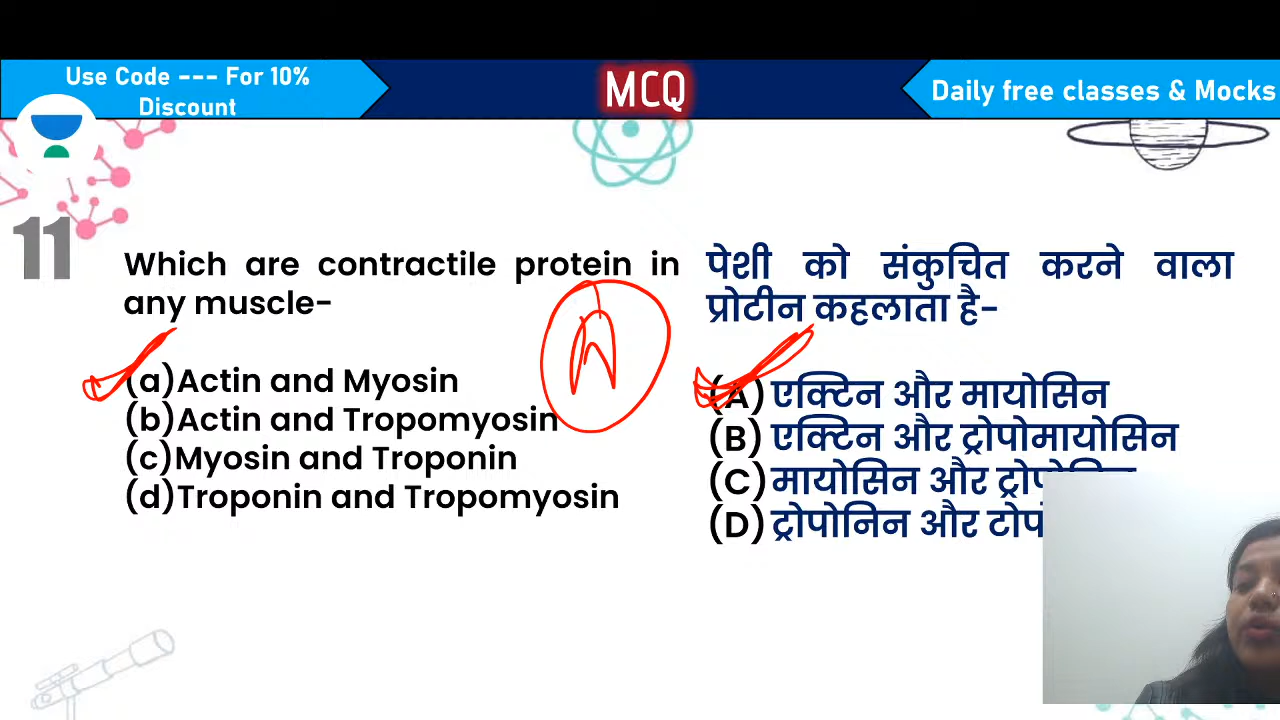 Use Code --- For 10%
Discount
MCQ
Daily free classes & Mocks
11
Which are contractile protein in
any muscle-
(a)Actin and Myosin
(b)Actin and Tropomyosin
(c)Myosin and Troponin
(d)Troponin and Tropomyosin
A
पेशी को संकुचित करने वाला
प्रोटीन कहलाता है-
(A) एक्टिन और मायोसिन
(B) एक्टिन और ट्रोपोमायोसिन
(C) मायोसिन और
(D) ट्रोपोनिन और